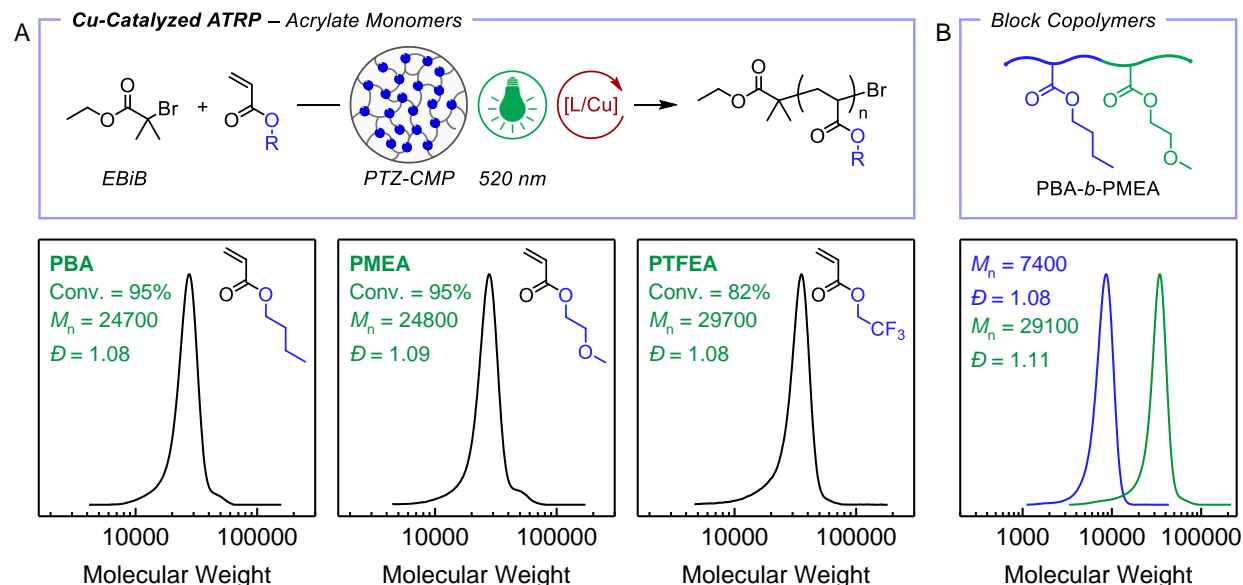 A
Cu-Catalyzed ATRP – Acrylate Monomers
O
O
Br
+
O
O
R
EBiB
PTZ-CMP
520 nm
[L/Cu]
O
O
Br
n
O
O
R
B
Block Copolymers
O
O
O
O
O
PBA-b-PMEA
PBA
Conv. = 95%
Mn = 24700
Đ = 1.08
O
O
10000
100000
Molecular Weight
PMEA
Conv. = 95%
Mn = 24800
Đ = 1.09
O
O
O
10000
100000
Molecular Weight
PTFEA
Conv. = 82%
Mn = 29700
Đ = 1.08
O
O
CF3
10000
100000
Molecular Weight
Mn = 7400
Đ = 1.08
Mn = 29100
Đ = 1.11
1000
10000
100000
Molecular Weight